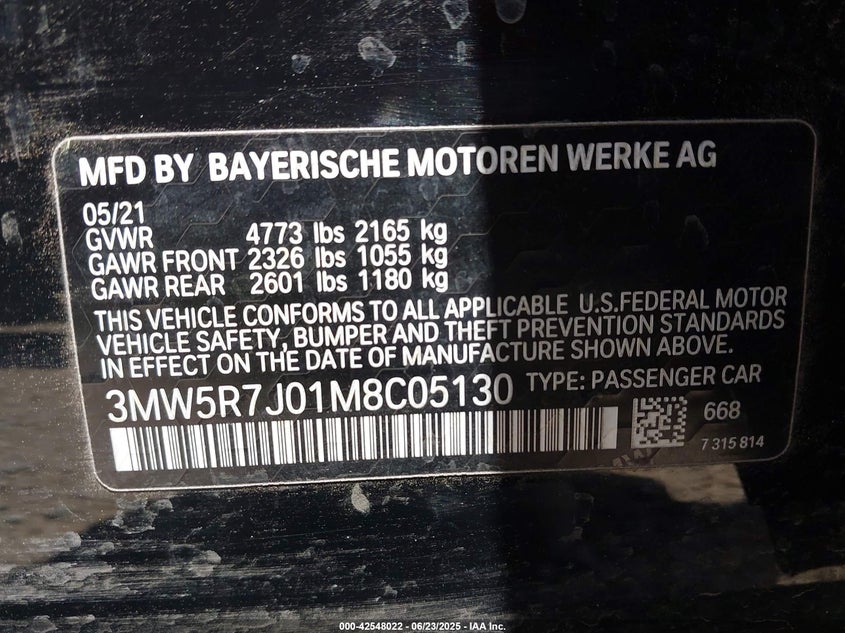 MFD BY BAYERISCHE MOTOREN WERKE AG
05/21
GVWR 4773 lbs 2165 kg
GAWR FRONT 2326 lbs 1055 kg
GAWR REAR 2601 lbs 1180 kg
THIS VEHICLE CONFORMS TO ALL APPLICABLE U.S.FEDERAL MOTOR
VEHICLE SAFETY, BUMPER AND THEFT PREVENTION STANDARDS
IN EFFECT ON THE DATE OF MANUFACTURE SHOWN ABOVE.
3MW5R7J01M8C05130 TYPE: PASSENGER CAR
668
7 315 814
000-42548022 - 06/23/2025 - IAA Inc.